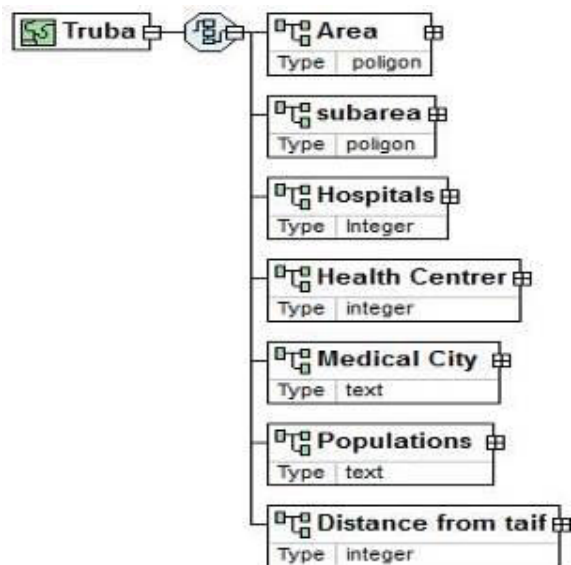 Truba
Area
Type poligon
subarea
Type poligon
Hospitals
Type Integer
Health Centrer
Type integer
Medical City
Type text
Populations
Type text
Distance from taif
Type integer